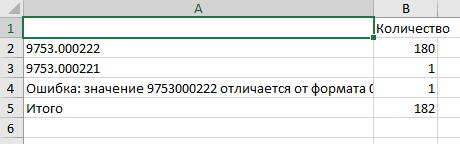 A B
1 Количество
2 9753.000222 180
3 9753.000221 1
4 Ошибка: значение 9753000222 отличается от формата 1
5 Итого 182
6